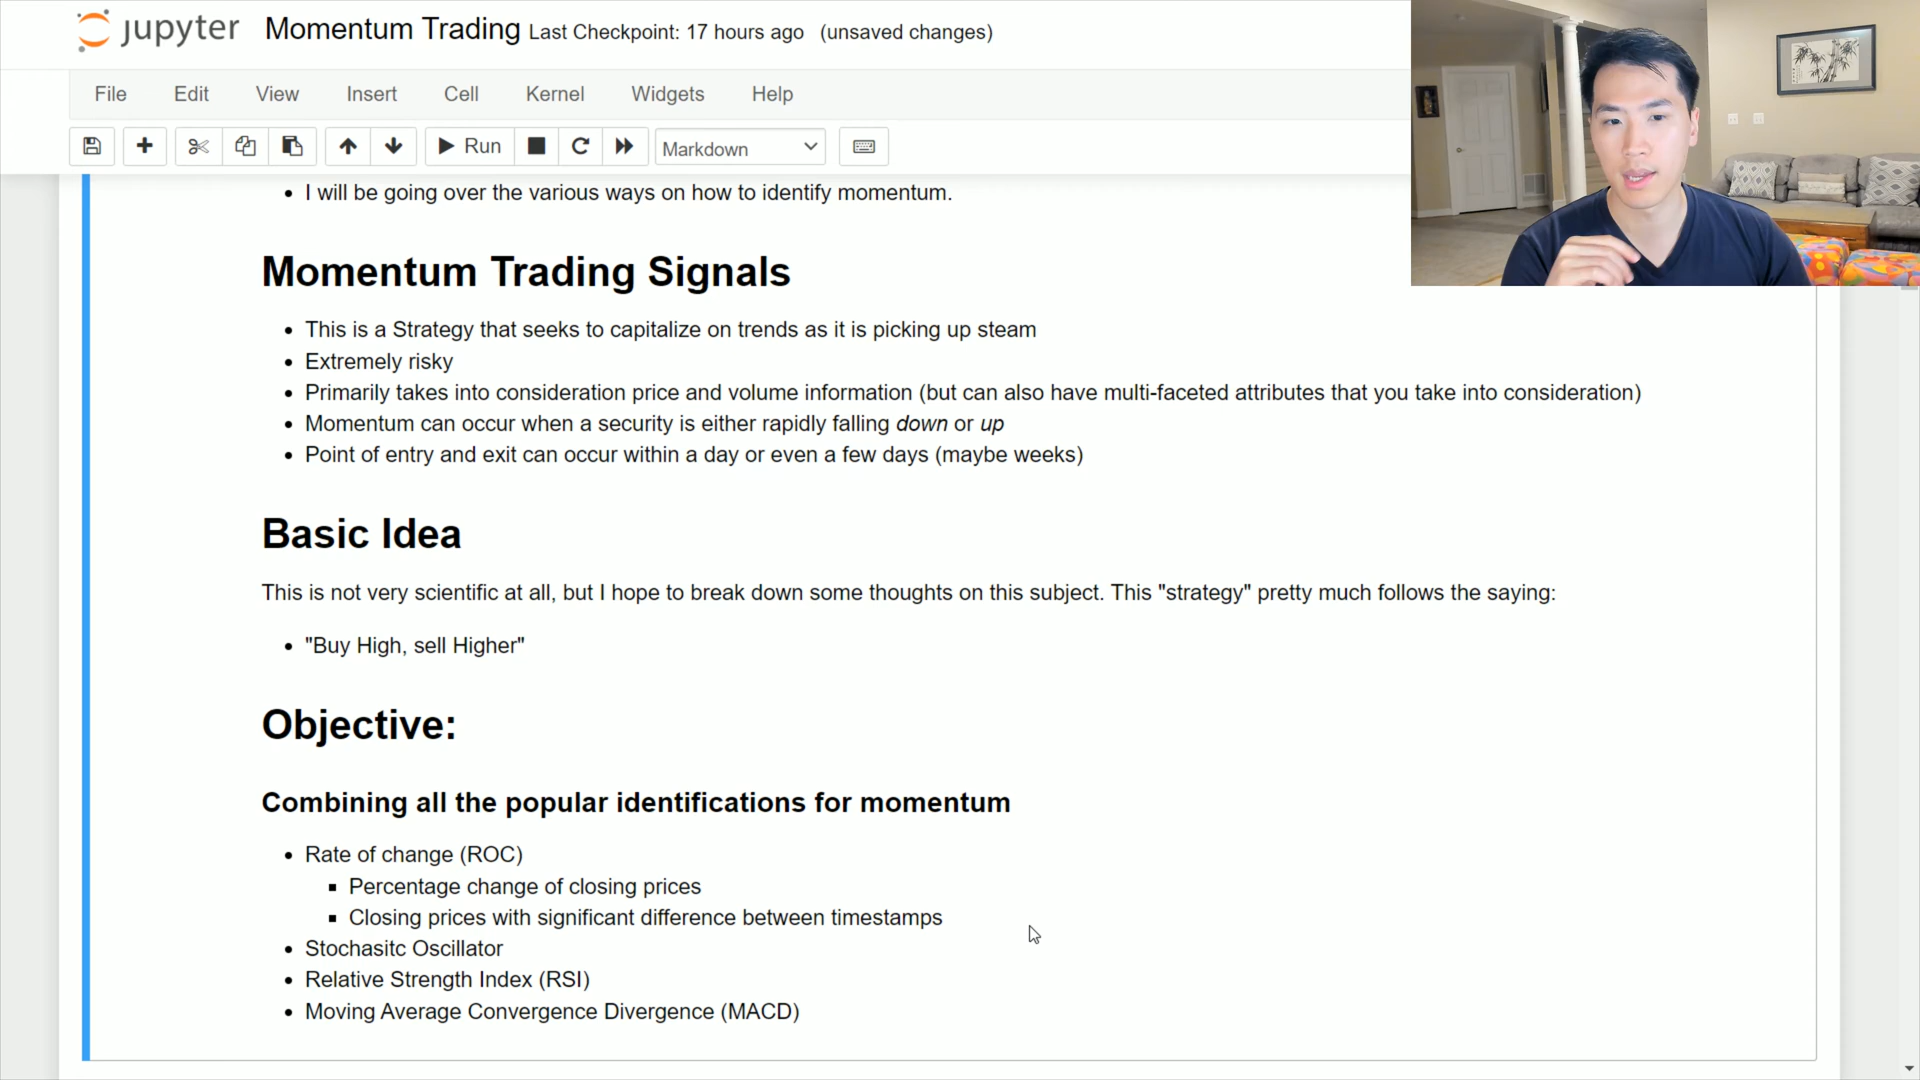 jupyter Momentum Trading Last Checkpoint: 17 hours ago (unsaved changes)
File Edit View Insert Cell Kernel Widgets Help
Run Markdown
I will be going over the various ways on how to identify momentum.
Momentum Trading Signals
This is a Strategy that seeks to capitalize on trends as it is picking up steam
Extremely risky
Primarily takes into consideration price and volume information (but can also have multi-faceted attributes that you take into consideration)
Momentum can occur when a security is either rapidly falling down or up
Point of entry and exit can occur within a day or even a few days (maybe weeks)
Basic Idea
This is not very scientific at all, but I hope to break down some thoughts on this subject. This "strategy" pretty much follows the saying:
"Buy High, sell Higher"
Objective:
Combining all the popular identifications for momentum
Rate of change (ROC)
Percentage change of closing prices
Closing prices with significant difference between timestamps
Stochasitc Oscillator
Relative Strength Index (RSI)
Moving Average Convergence Divergence (MACD)